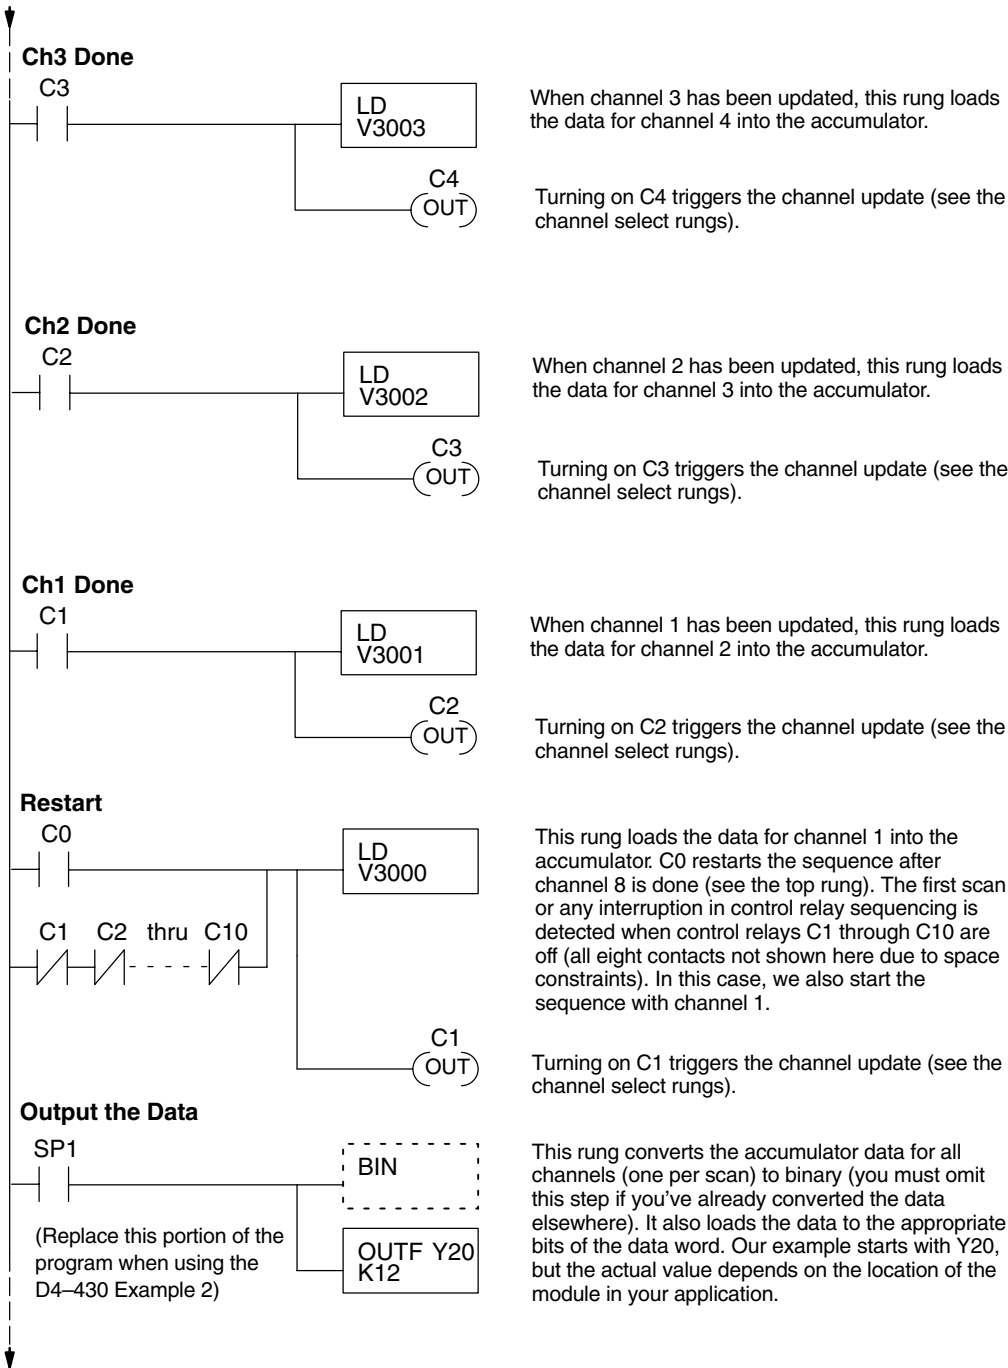 Ch3 Done
C3
LD
V3003
When channel 3 has been updated, this rung loads
the data for channel 4 into the accumulator.
C4
OUT
Turning on C4 triggers the channel update (see the
channel select rungs).
Ch2 Done
C2
LD
V3002
When channel 2 has been updated, this rung loads
the data for channel 3 into the accumulator.
C3
OUT
Turning on C3 triggers the channel update (see the
channel select rungs).
Ch1 Done
C1
LD
V3001
When channel 1 has been updated, this rung loads
the data for channel 2 into the accumulator.
C2
OUT
Turning on C2 triggers the channel update (see the
channel select rungs).
Restart
C0
LD
V3000
C1 C2 thru C10
This rung loads the data for channel 1 into the
accumulator. C0 restarts the sequence after
channel 8 is done (see the top rung). The first scan
or any interruption in control relay sequencing is
detected when control relays C1 through C10 are
off (all eight contacts not shown here due to space
constraints). In this case, we also start the
sequence with channel 1.
C1
OUT
Turning on C1 triggers the channel update (see the
channel select rungs).
Output the Data
SP1
BIN
(Replace this portion of the
program when using the
D4–430 Example 2)
OUTF Y20
K12
This rung converts the accumulator data for all
channels (one per scan) to binary (you must omit
this step if you've already converted the data
elsewhere). It also loads the data to the appropriate
bits of the data word. Our example starts with Y20,
but the actual value depends on the location of the
module in your application.